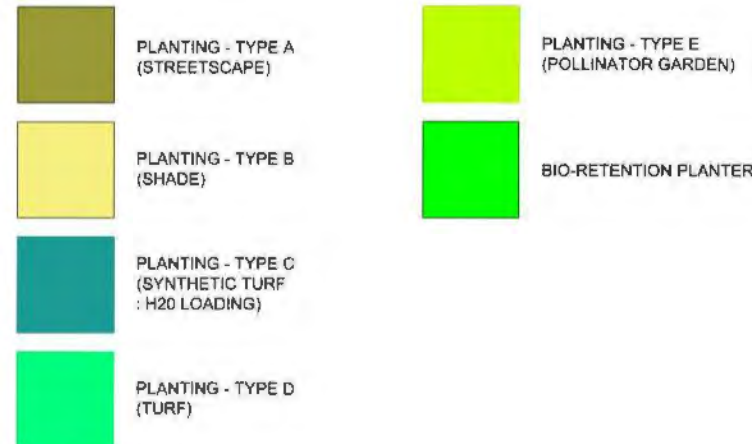 PLANTING - TYPE A
(STREETSCAPE)
PLANTING - TYPE B
(SHADE)
PLANTING - TYPE C
(SYNTHETIC TURF
: H20 LOADING)
PLANTING - TYPE D
(TURF)
PLANTING - TYPE E
(POLLINATOR GARDEN)
BIO-RETENTION PLANTER